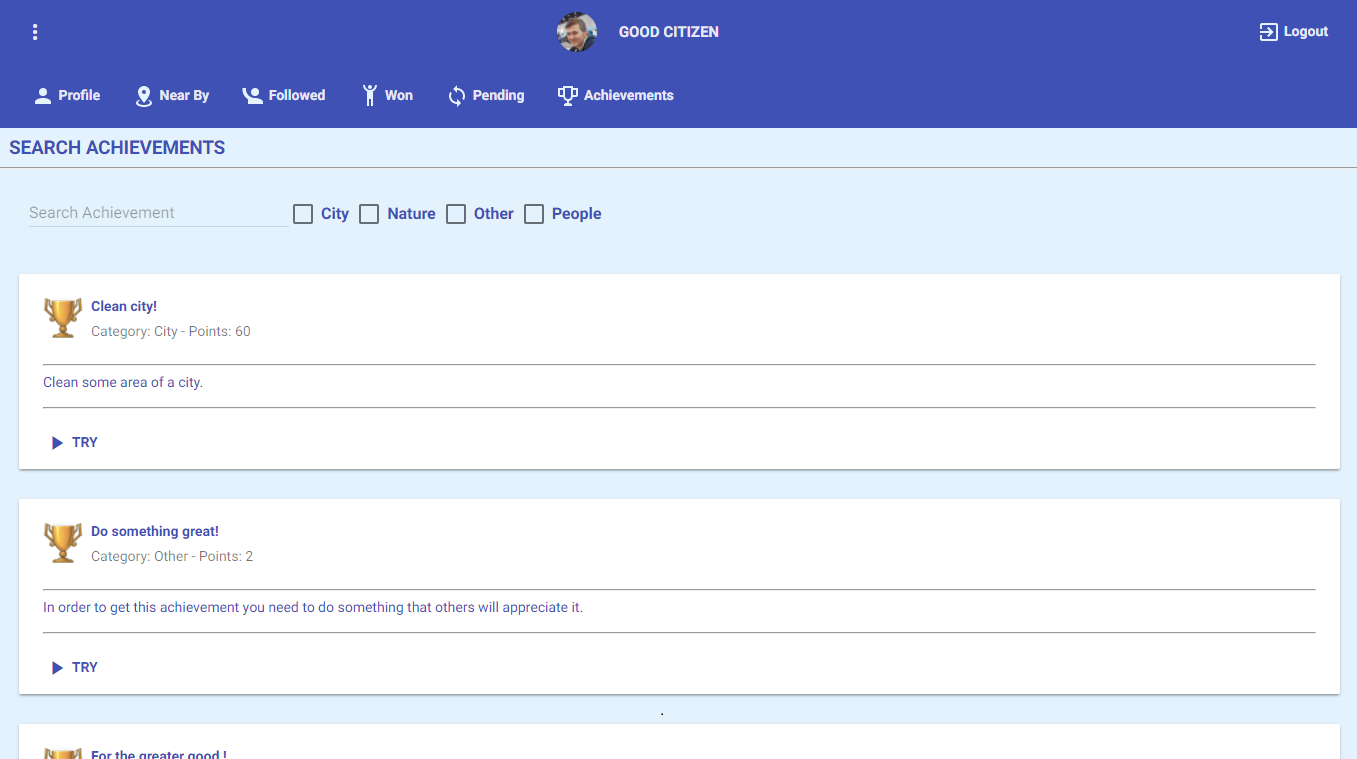 GOOD CITIZEN
Logout
Profile Near By Followed Won Pending Achievements
SEARCH ACHIEVEMENTS
Search Achievement City Nature Other People
Clean city!
Category: City - Points: 60
Clean some area of a city.
TRY
Do something great!
Category: Other - Points: 2
In order to get this achievement you need to do something that others will appreciate it.
TRY
.
For the greater good !